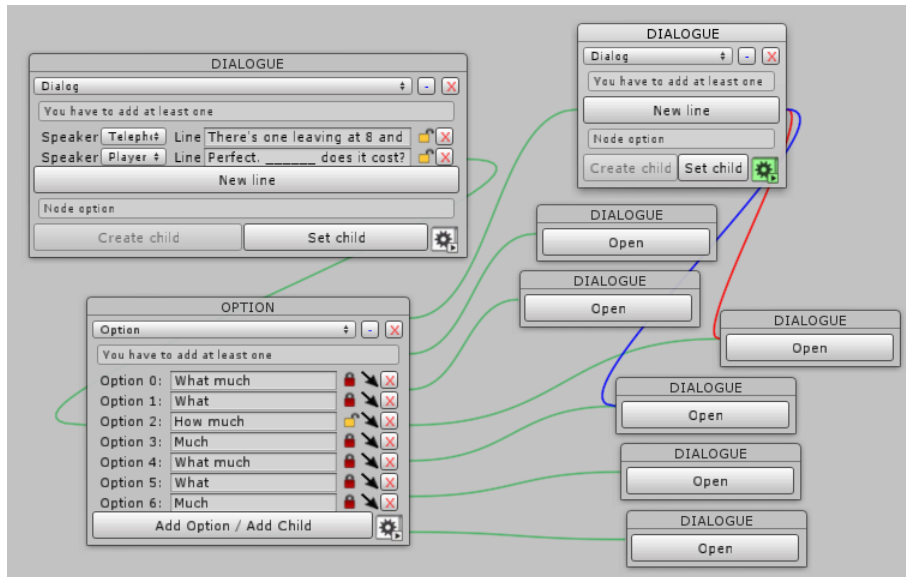 DIALOGUE
Dialog
-
X
You have to add at least one
Speaker Teleph Line There's one leaving at 8 and X
Speaker Player Line Perfect. ______ does it cost? X
New line
Node option
Create child Set child
OPTION
Option
-
X
You have to add at least one
Option 0: What much X
Option 1: What X
Option 2: How much X
Option 3: Much X
Option 4: What much X
Option 5: What X
Option 6: Much X
Add Option / Add Child
DIALOGUE
Dialog
-
X
You have to add at least one
New line
Node option
Create child Set child
DIALOGUE
Open
DIALOGUE
Open
DIALOGUE
Open
DIALOGUE
Open
DIALOGUE
Open
DIALOGUE
Open